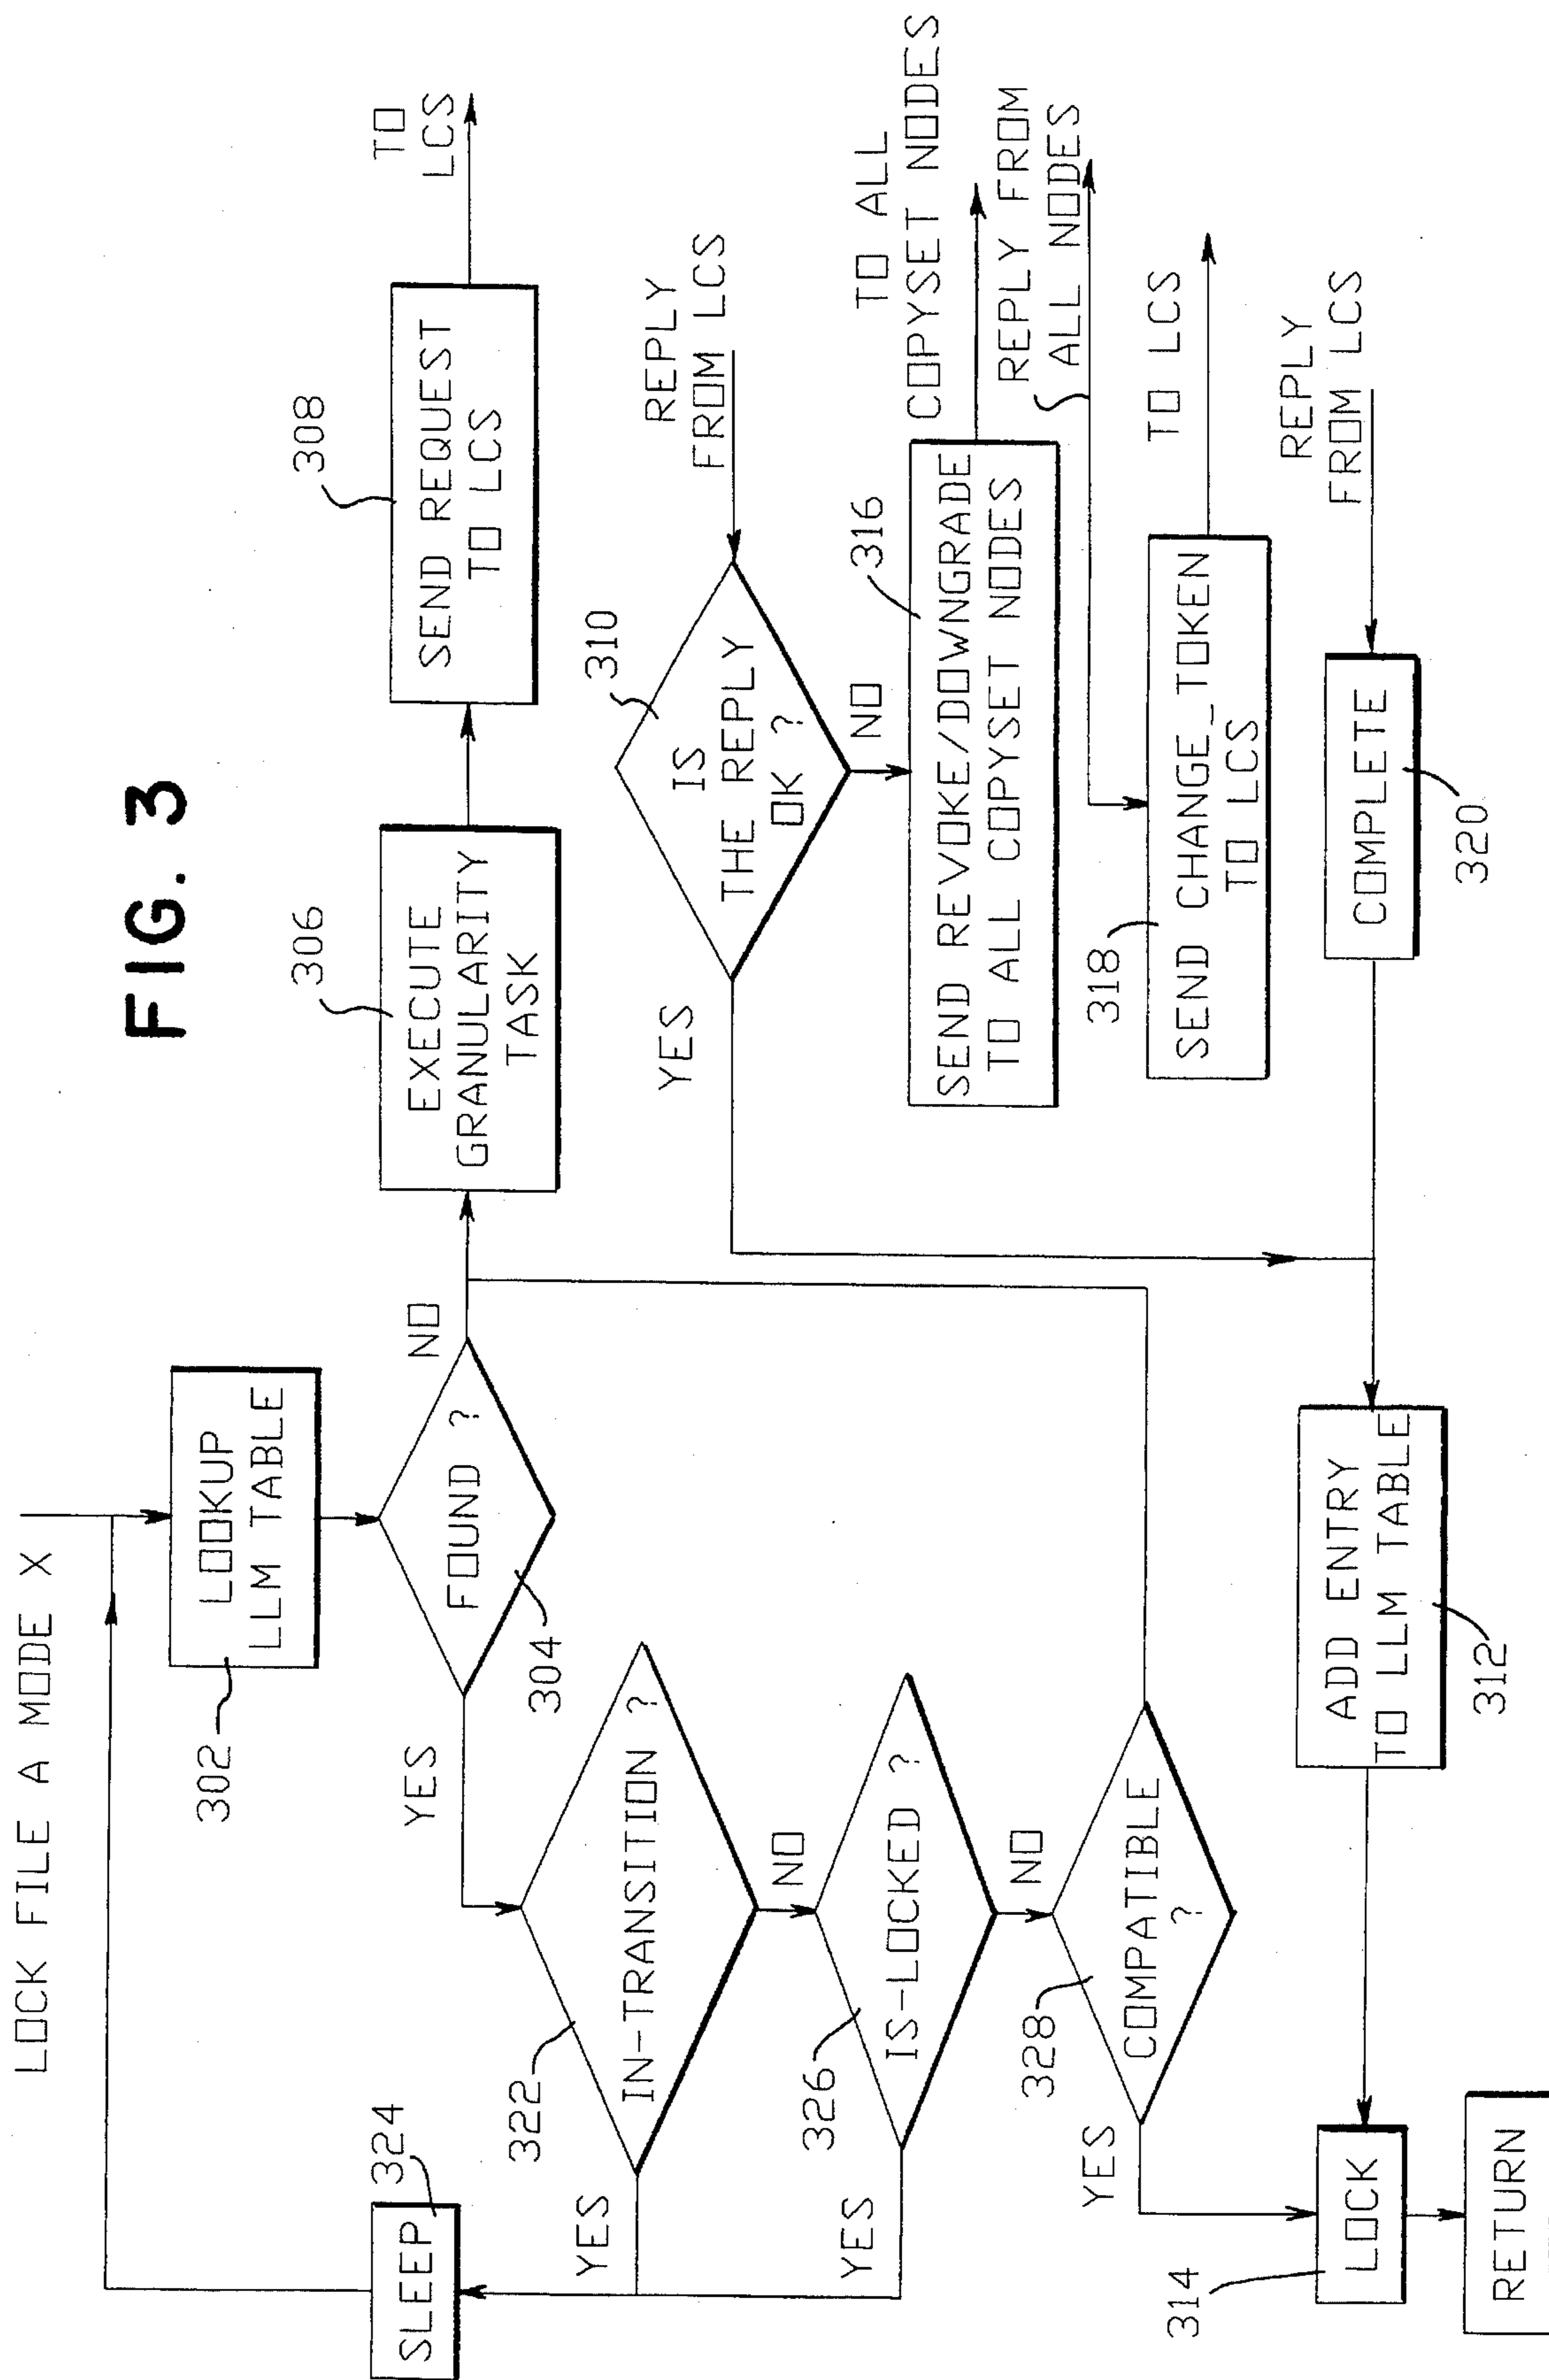 FIG. 3
LOCK FILE A MODE X
SLEEP
324
302
LOOKUP
LLM TABLE
FOUND ?
304
YES
NO
306
EXECUTE
GRANULARITY
TASK
308
SEND REQUEST
TO LCS
TO
LCS
322
IN-TRANSITION ?
YES
NO
326
IS-LOCKED ?
YES
NO
328
COMPATIBLE
?
YES
310
IS
THE REPLY
OK ?
REPLY
FROM LCS
YES
NO
316
SEND REVOKE/DOWNGRADE
TO ALL COPYSET NODES
TO ALL
COPYSET NODES
REPLY FROM
ALL NODES
318
SEND CHANGE_TOKEN
TO LCS
TO LCS
REPLY
FROM LCS
COMPLETE
320
ADD ENTRY
TO LLM TABLE
312
314
LOCK
RETURN